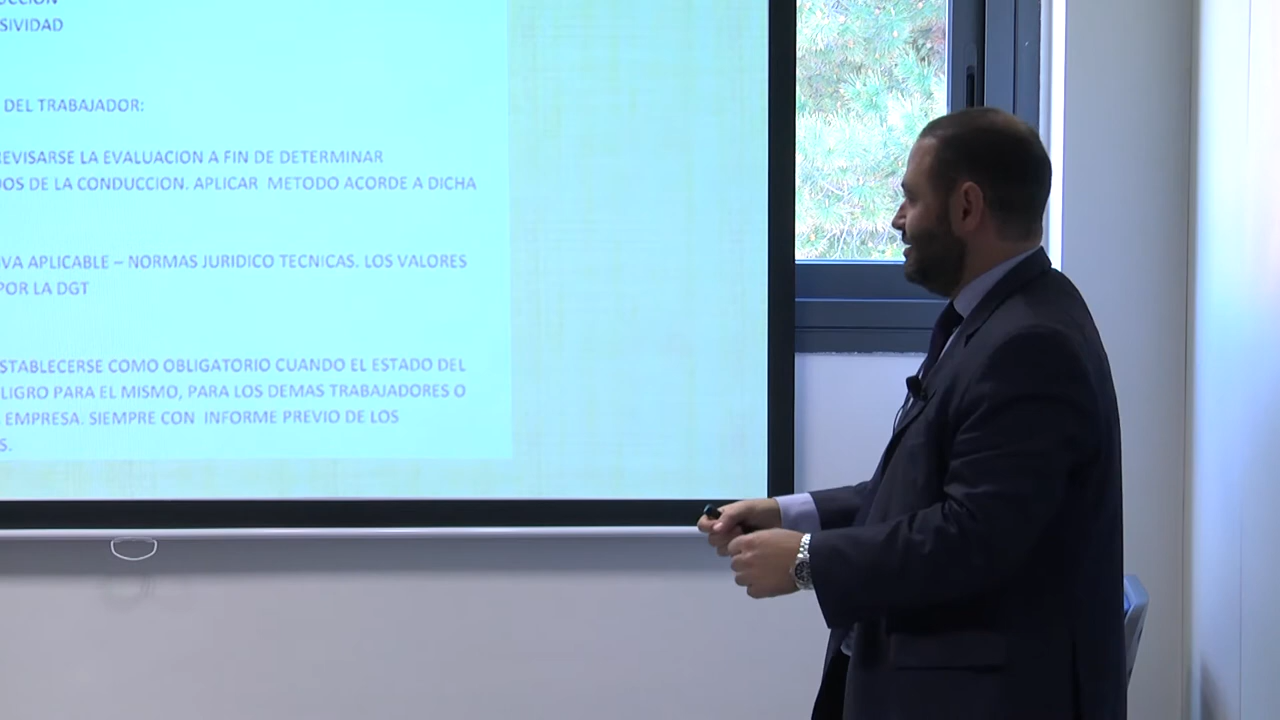 SIVIDAD
DEL TRABAJADOR:
EVISARSE LA EVALUACION A FIN DE DETERMINAR
OS DE LA CONDUCCION. APLICAR METODO ACORDE A DICHA
VA APLICABLE – NORMAS JURIDICO TECNICAS. LOS VALORES
POR LA DGT
STABLECERSE COMO OBLIGATORIO CUANDO EL ESTADO DEL
LIGRO PARA EL MISMO, PARA LOS DEMAS TRABAJADORES O
EMPRESA. SIEMPRE CON INFORME PREVIO DE LOS
S.